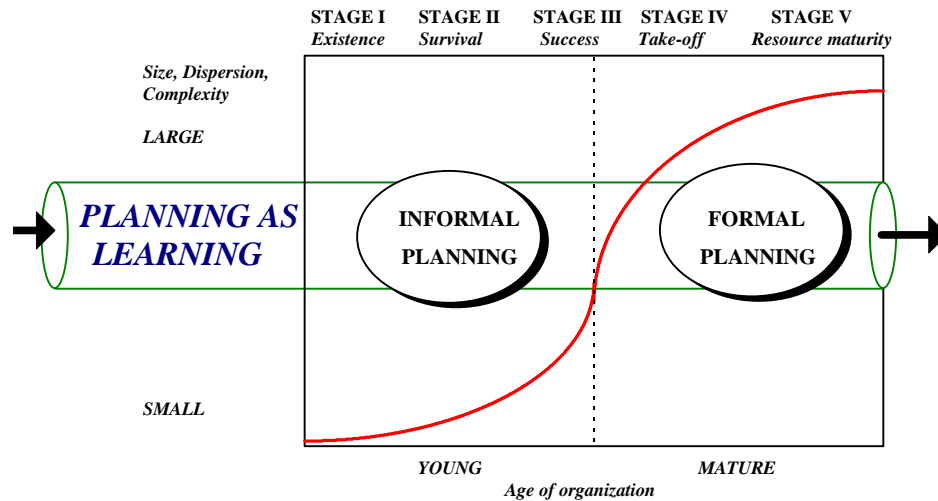 STAGE I STAGE II STAGE III STAGE IV STAGE V
Existence Survival Success Take-off Resource maturity
Size, Dispersion,
Complexity
LARGE
PLANNING AS
LEARNING
INFORMAL
PLANNING
FORMAL
PLANNING
SMALL
YOUNG MATURE
Age of organization